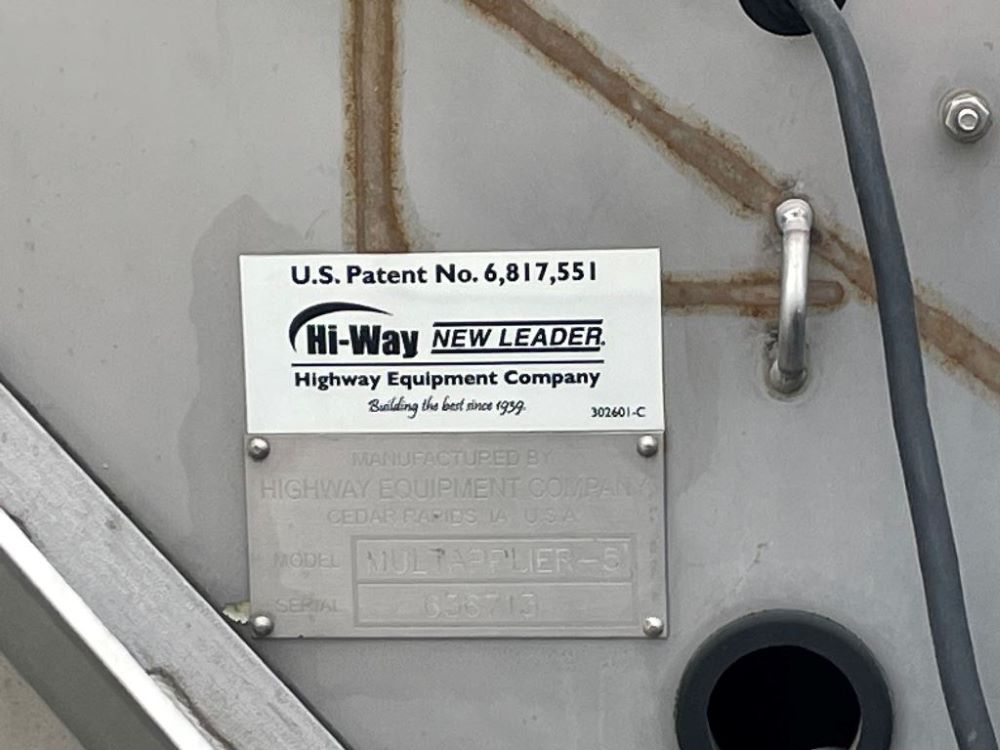 U.S. Patent No. 6,817,551
Hi-Way NEW LEADER®
Highway Equipment Company
Building the best since 1939.
302601-C
MANUFACTURED BY
HIGHWAY EQUIPMENT COMPANY
CEDAR RAPIDS, IA U.S.A.
MODEL MULTAPPLIER-5'
SERIAL